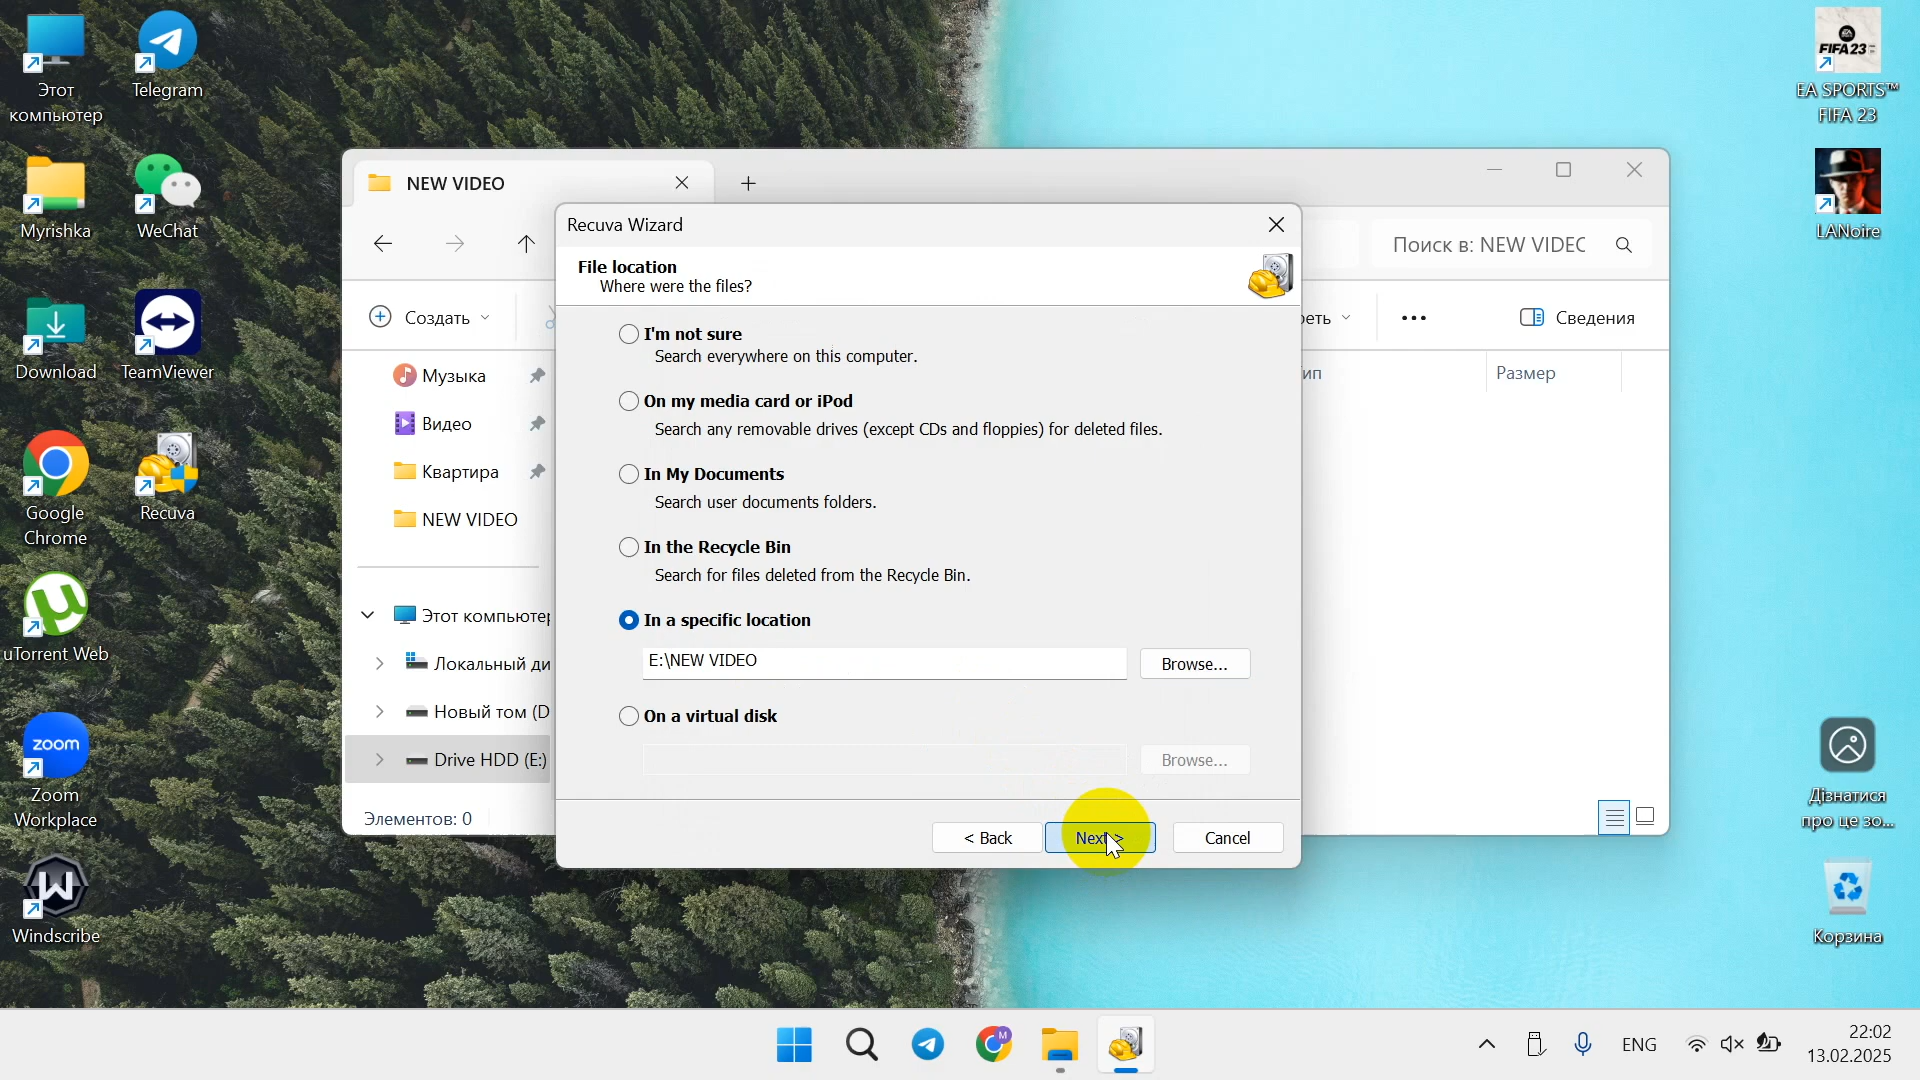 Этот
компьютер
Telegram
Myrishka
WeChat
Download
TeamViewer
Google
Chrome
Recuva
uTorrent Web
zoom
Zoom
Workplace
Windscribe
FIFA 23
EA SPORTS™
FIFA 23
LANoire
Дізнатися
про це зо...
Корзина
NEW VIDEO
Поиск в: NEW VIDEO
Создать
Сведения
Музыка
Видео
Квартира
NEW VIDEO
Этот компьютер
Локальный ди
Новый том (D
Drive HDD (E:)
Размер
Элементов: 0
Recuva Wizard
File location
Where were the files?
I'm not sure
Search everywhere on this computer.
On my media card or iPod
Search any removable drives (except CDs and floppies) for deleted files.
In My Documents
Search user documents folders.
In the Recycle Bin
Search for files deleted from the Recycle Bin.
In a specific location
E:\NEW VIDEO
Browse...
On a virtual disk
Browse...
< Back
Next >
Cancel
M
ENG
22:02
13.02.2025